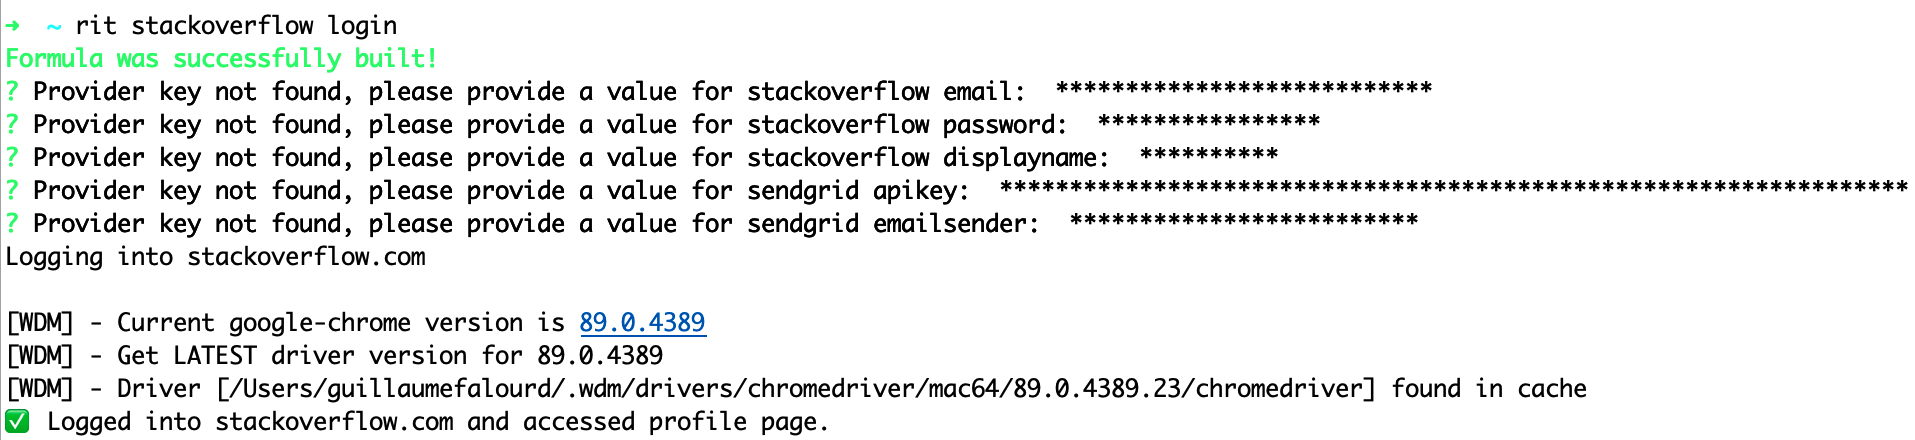 ➜  ~ rit stackoverflow login
Formula was successfully built!
? Provider key not found, please provide a value for stackoverflow email:  ***************************
? Provider key not found, please provide a value for stackoverflow password:  ****************
? Provider key not found, please provide a value for stackoverflow displayname:  **********
? Provider key not found, please provide a value for sendgrid apikey:  *****************************************************************
? Provider key not found, please provide a value for sendgrid emailsender:  *************************
Logging into stackoverflow.com
[WDM] - Current google-chrome version is 89.0.4389
[WDM] - Get LATEST driver version for 89.0.4389
[WDM] - Driver [/Users/guillaumefalourd/.wdm/drivers/chromedriver/mac64/89.0.4389.23/chromedriver] found in cache
✅ Logged into stackoverflow.com and accessed profile page.